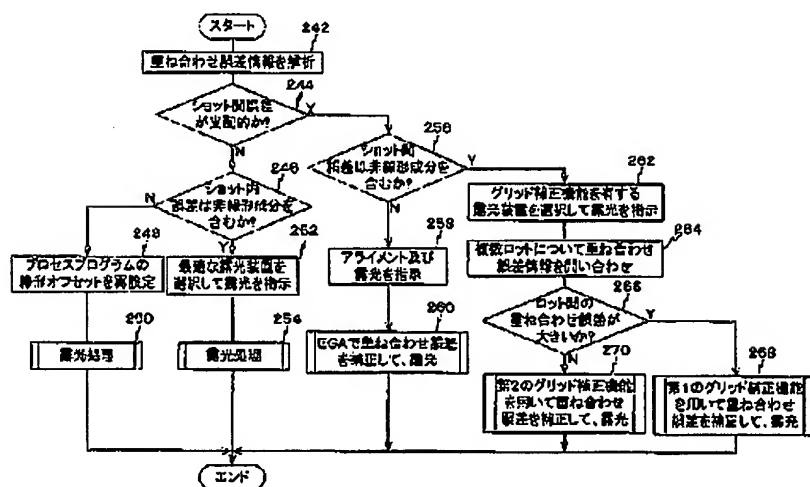 スタート
242
重ね合わせ誤差情報を解析
244
ショット間誤差
が支配的か?
Y
N
256
ショット間
誤差は非線形成分を
含むか?
Y
N
246
ショット内
誤差は非線形成分を
含むか?
N
Y
262
グリッド補正機能を有する
露光装置を選択して露光を指示
248
プロセスプログラムの
線形オフセットを再設定
252
最適な露光装置を
選択して露光を指示
258
アライメント及び
露光を指示
264
複数ロットについて重ね合わせ
誤差情報を問い合わせ
266
ロット間の
重ね合わせ誤差が
大きいか?
Y
N
250
露光処理
254
露光処理
260
EGAで重ね合わせ誤差
を補正して、露光
270
第2のグリッド補正機能
を用いて重ね合わせ
誤差を補正して、露光
268
第1のグリッド補正機能
を用いて重ね合わせ
誤差を補正して、露光
エンド